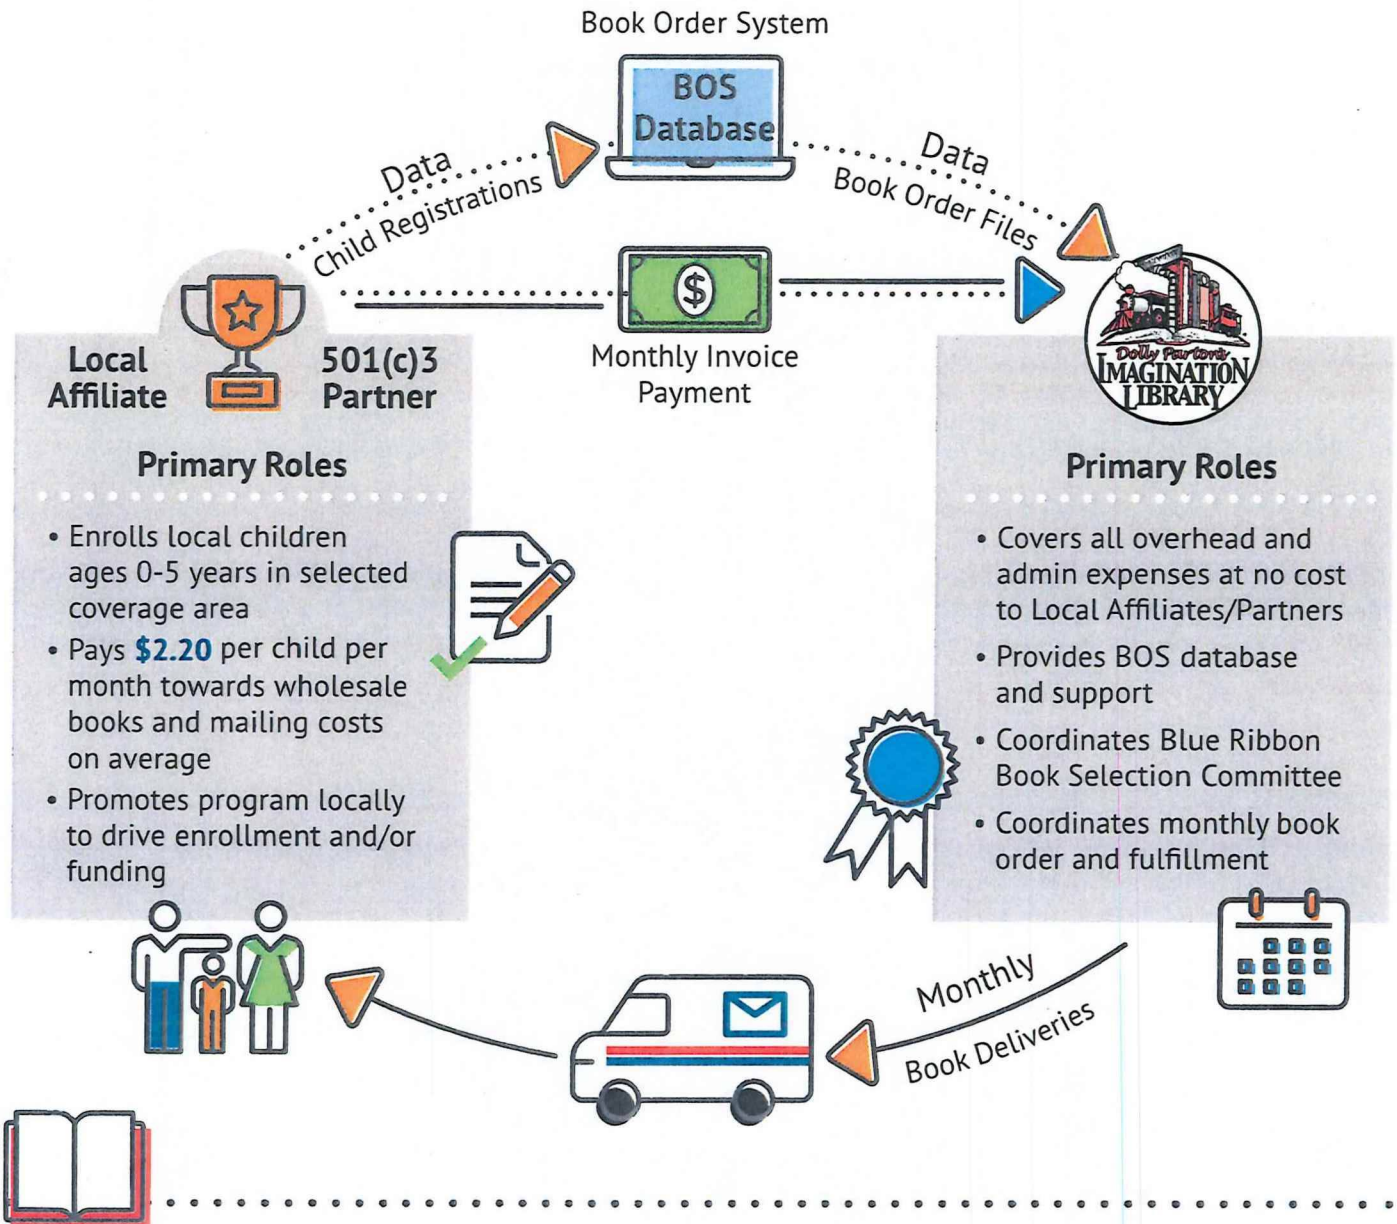 Book Order System
BOS
Database
Data
Child Registrations
Data
Book Order Files
$
Monthly Invoice
Payment
Local
Affiliate
501(c)3
Partner
Primary Roles
• Enrolls local children
ages 0-5 years in selected
coverage area
• Pays $2.20 per child per
month towards wholesale
books and mailing costs
on average
• Promotes program locally
to drive enrollment and/or
funding
Dolly Parton's
IMAGINATION
LIBRARY
Primary Roles
• Covers all overhead and
admin expenses at no cost
to Local Affiliates/Partners
• Provides BOS database
and support
• Coordinates Blue Ribbon
Book Selection Committee
• Coordinates monthly book
order and fulfillment
Monthly
Book Deliveries